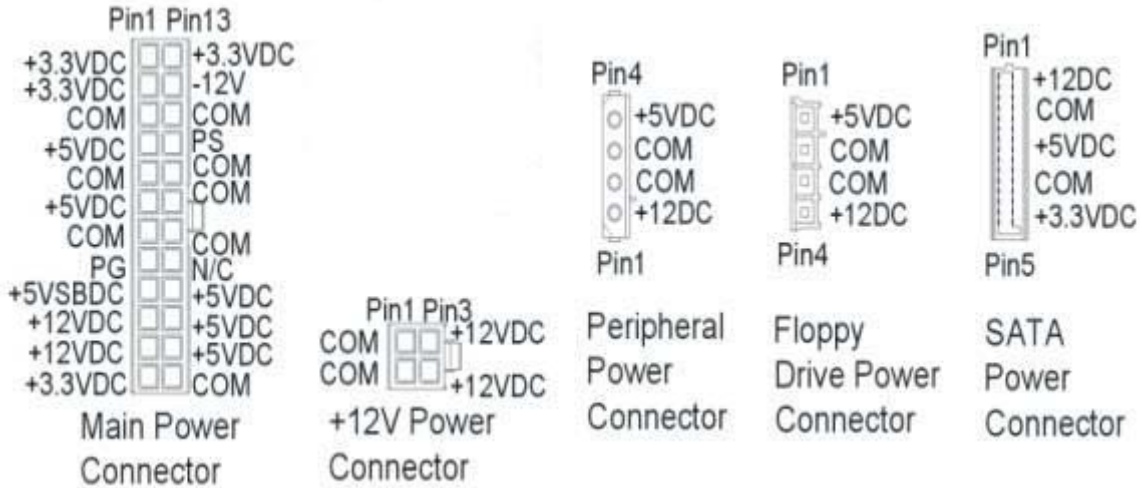 Pin1 Pin13
+3.3VDC +3.3VDC
+3.3VDC -12V
COM COM
+5VDC PS
COM COM
+5VDC COM
COM COM
PG N/C
+5VSBDC +5VDC
+12VDC +5VDC
+12VDC +5VDC
+3.3VDC COM
Main Power
Connector
Pin1 Pin3
COM +12VDC
COM +12VDC
+12V Power
Connector
Pin4
+5VDC
COM
COM
+12DC
Pin1
Peripheral
Power
Connector
Pin1
+5VDC
COM
COM
+12DC
Pin4
Floppy
Drive Power
Connector
Pin1
+12DC
COM
+5VDC
COM
+3.3VDC
Pin5
SATA
Power
Connector